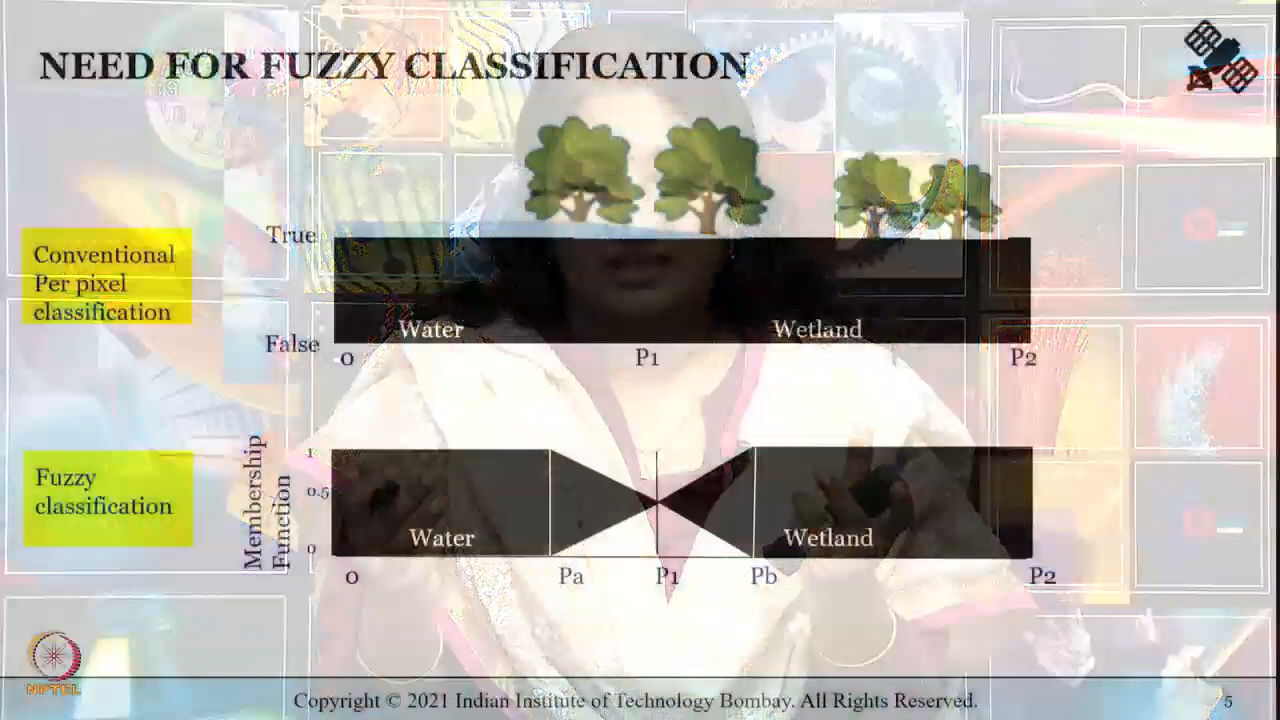 NEED FOR FUZZY CLASSIFICATION
Conventional
Per pixel
classification
True
False
Water
Wetland
0
P1
P2
Fuzzy
classification
Membership
Function
1
0.5
0
Water
Wetland
0
Pa
P1
Pb
P2
NPTEL
Copyright © 2021 Indian Institute of Technology Bombay. All Rights Reserved.
5